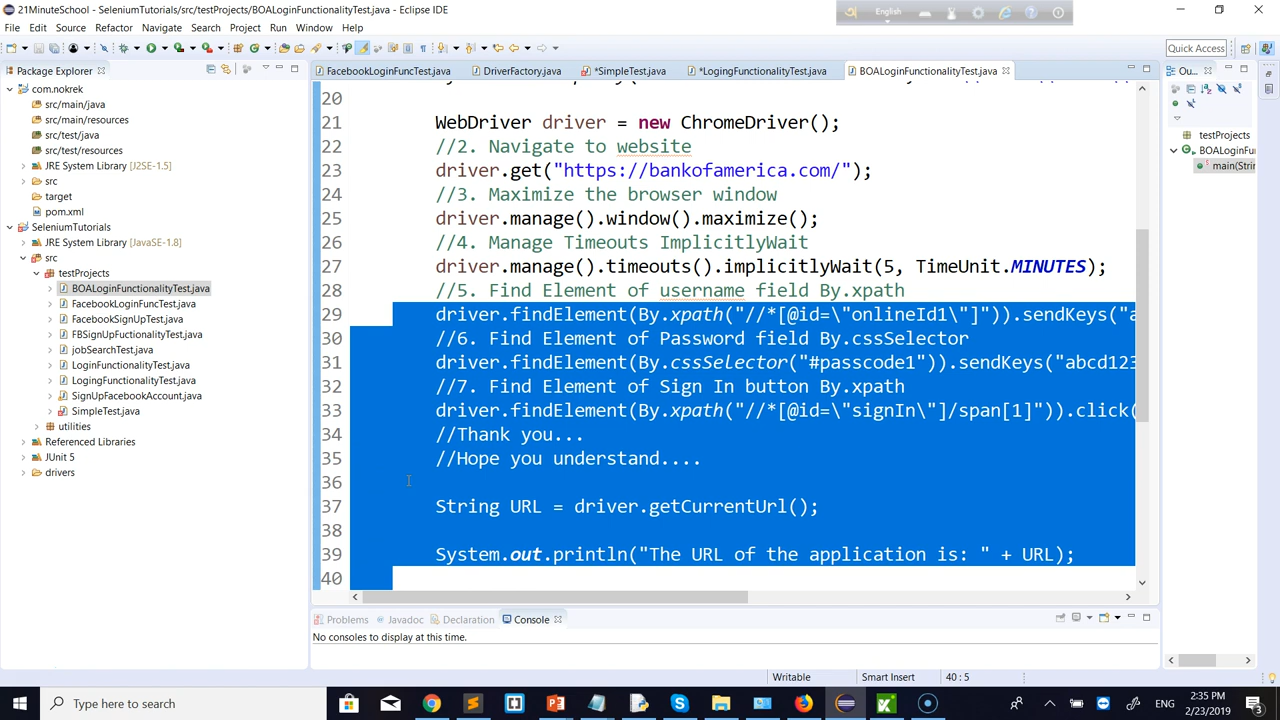 21MinuteSchool - SeleniumTutorials/src/testProjects/BOALoginFunctionalityTest.java - Eclipse IDE
English
File Edit Source Refactor Navigate Search Project Run Window Help
Quick Access
Package Explorer
FacebookLoginFuncTest.java
DriverFactory.java
*SimpleTest.java
*LogingFunctionalityTest.java
BOALoginFunctionalityTest.java
Ou...
com.nokrek
src/main/java
src/main/resources
src/test/java
src/test/resources
JRE System Library [J2SE-1.5]
src
target
pom.xml
SeleniumTutorials
JRE System Library [JavaSE-1.8]
src
testProjects
BOALoginFunctionalityTest.java
FacebookLoginFuncTest.java
FacebookSignUpTest.java
FBSignUpFuctionalityTest.java
jobSearchTest.java
LoginFunctionalityTest.java
LogingFunctionalityTest.java
SignUpFacebookAccount.java
SimpleTest.java
utilities
Referenced Libraries
JUnit 5
drivers
20
21 WebDriver driver = new ChromeDriver();
22 //2. Navigate to website
23 driver.get("https://bankofamerica.com/");
24 //3. Maximize the browser window
25 driver.manage().window().maximize();
26 //4. Manage Timeouts ImplicitlyWait
27 driver.manage().timeouts().implicitlyWait(5, TimeUnit.MINUTES);
28 //5. Find Element of username field By.xpath
29 driver.findElement(By.xpath("//*[@id=\"onlineId1\"]")).sendKeys("a
30 //6. Find Element of Password field By.cssSelector
31 driver.findElement(By.cssSelector("#passcode1")).sendKeys("abcd123
32 //7. Find Element of Sign In button By.xpath
33 driver.findElement(By.xpath("//*[@id=\"signIn\"]/span[1]")).click(
34 //Thank you...
35 //Hope you understand....
36
37 String URL = driver.getCurrentUrl();
38
39 System.out.println("The URL of the application is: " + URL);
40
testProjects
BOALoginFu
main(Strin
Problems Javadoc Declaration Console
No consoles to display at this time.
Writable Smart Insert 40 : 5
Type here to search
ENG
2:35 PM
2/23/2019
3